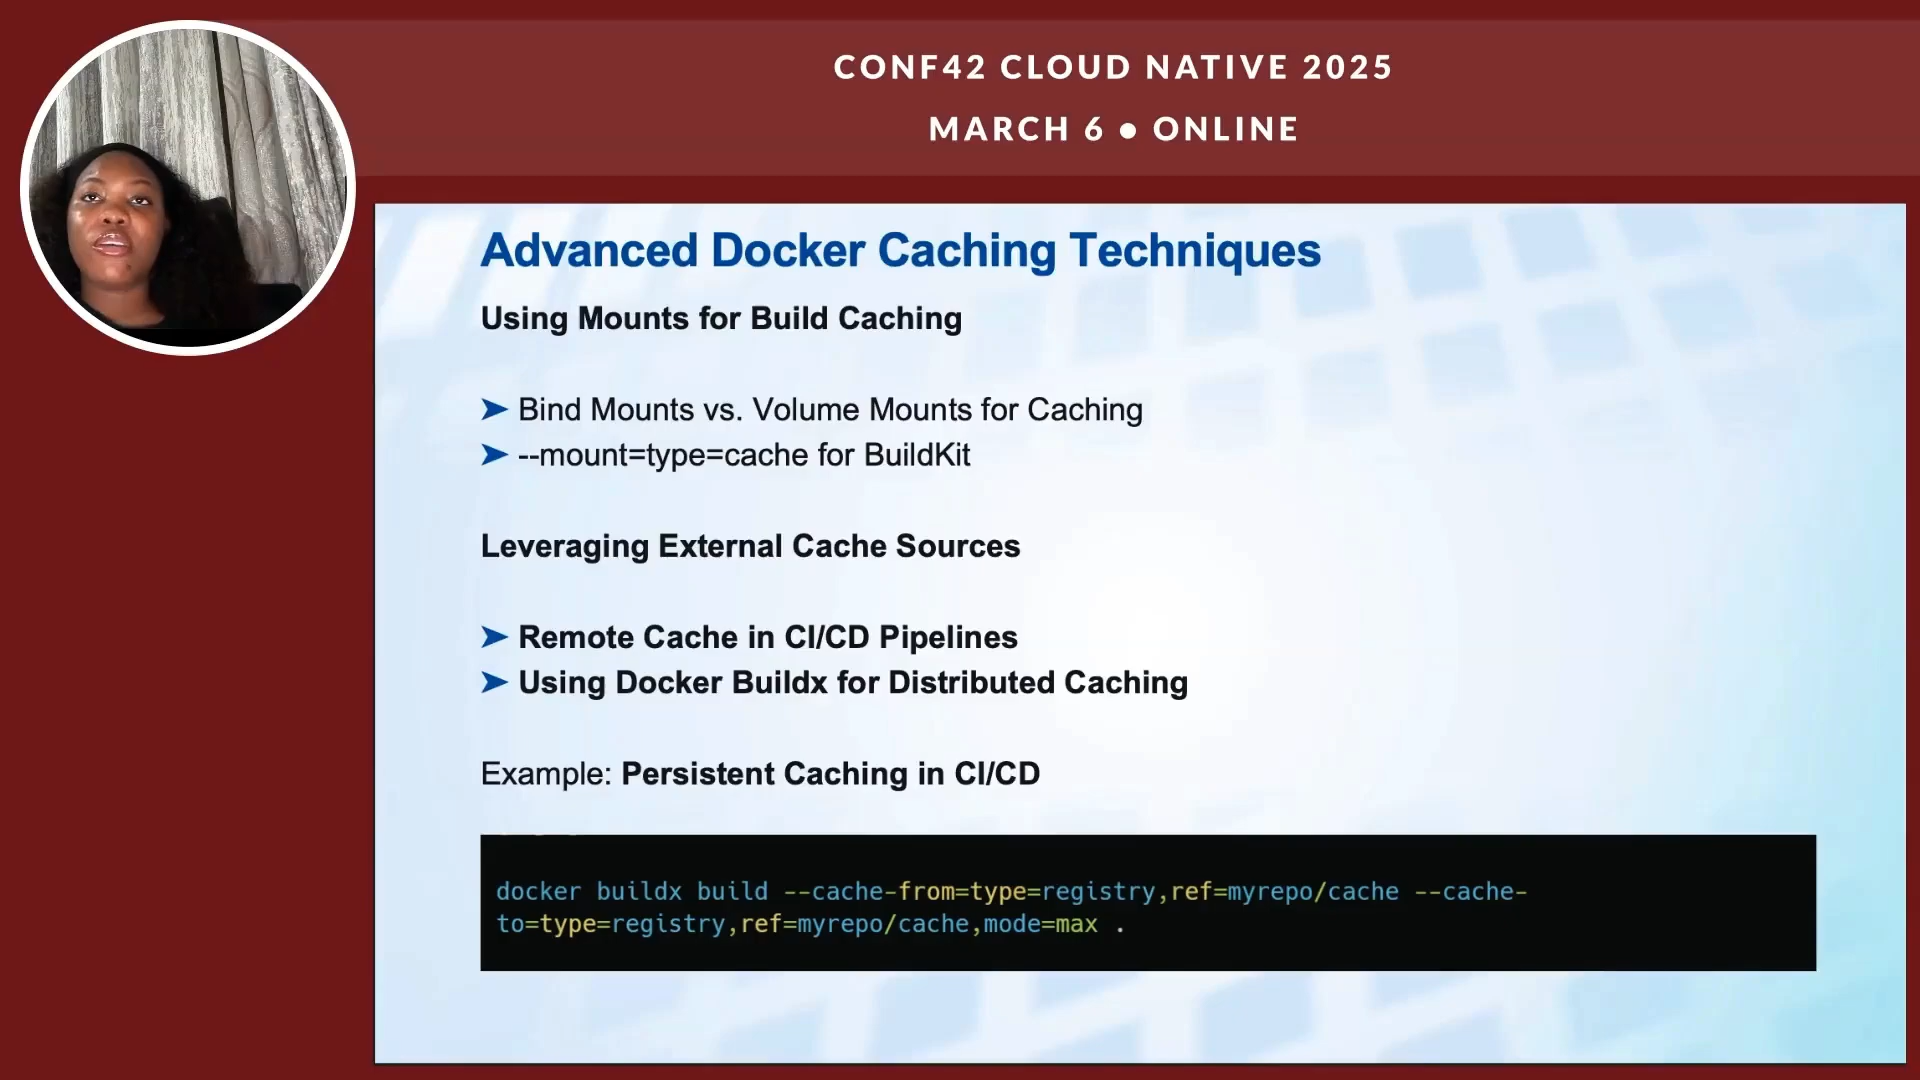 CONF42 CLOUD NATIVE 2025
MARCH 6 ● ONLINE
Advanced Docker Caching Techniques
Using Mounts for Build Caching
➤ Bind Mounts vs. Volume Mounts for Caching
➤ --mount=type=cache for BuildKit
Leveraging External Cache Sources
➤ Remote Cache in CI/CD Pipelines
➤ Using Docker Buildx for Distributed Caching
Example: Persistent Caching in CI/CD
docker buildx build --cache-from=type=registry,ref=myrepo/cache --cache-
to=type=registry,ref=myrepo/cache,mode=max .